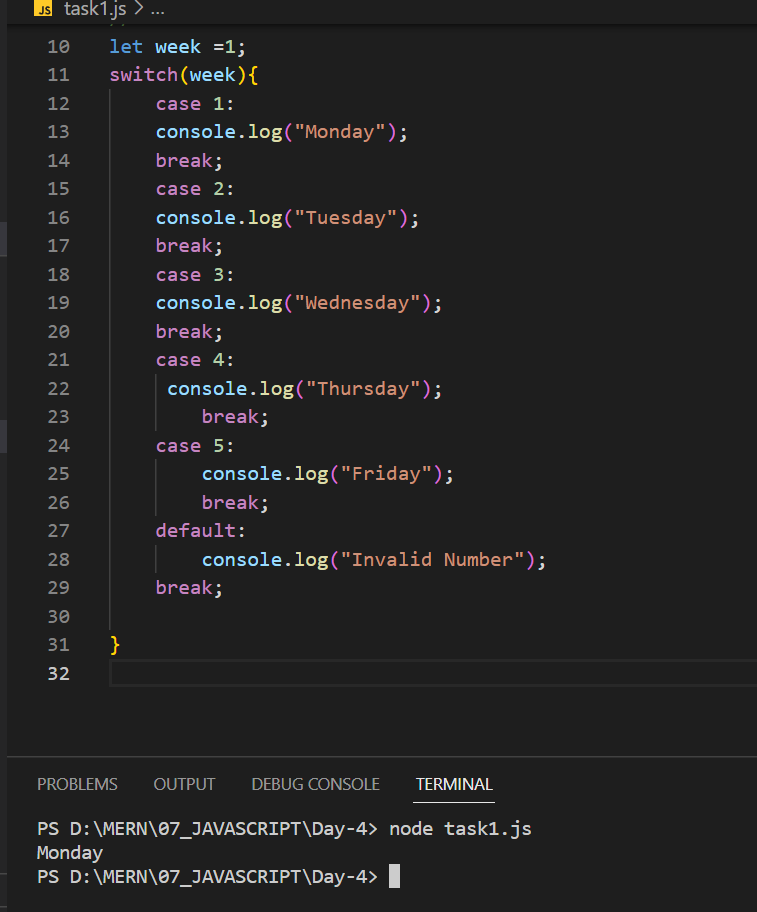 JS task1.js > ...
10 let week =1;
11 switch(week){
12     case 1:
13     console.log("Monday");
14     break;
15     case 2:
16     console.log("Tuesday");
17     break;
18     case 3:
19     console.log("Wednesday");
20     break;
21     case 4:
22      console.log("Thursday");
23         break;
24     case 5:
25         console.log("Friday");
26         break;
27     default:
28         console.log("Invalid Number");
29     break;
30
31 }
32
PROBLEMS OUTPUT DEBUG CONSOLE TERMINAL
PS D:\MERN\07_JAVASCRIPT\Day-4> node task1.js
Monday
PS D:\MERN\07_JAVASCRIPT\Day-4>